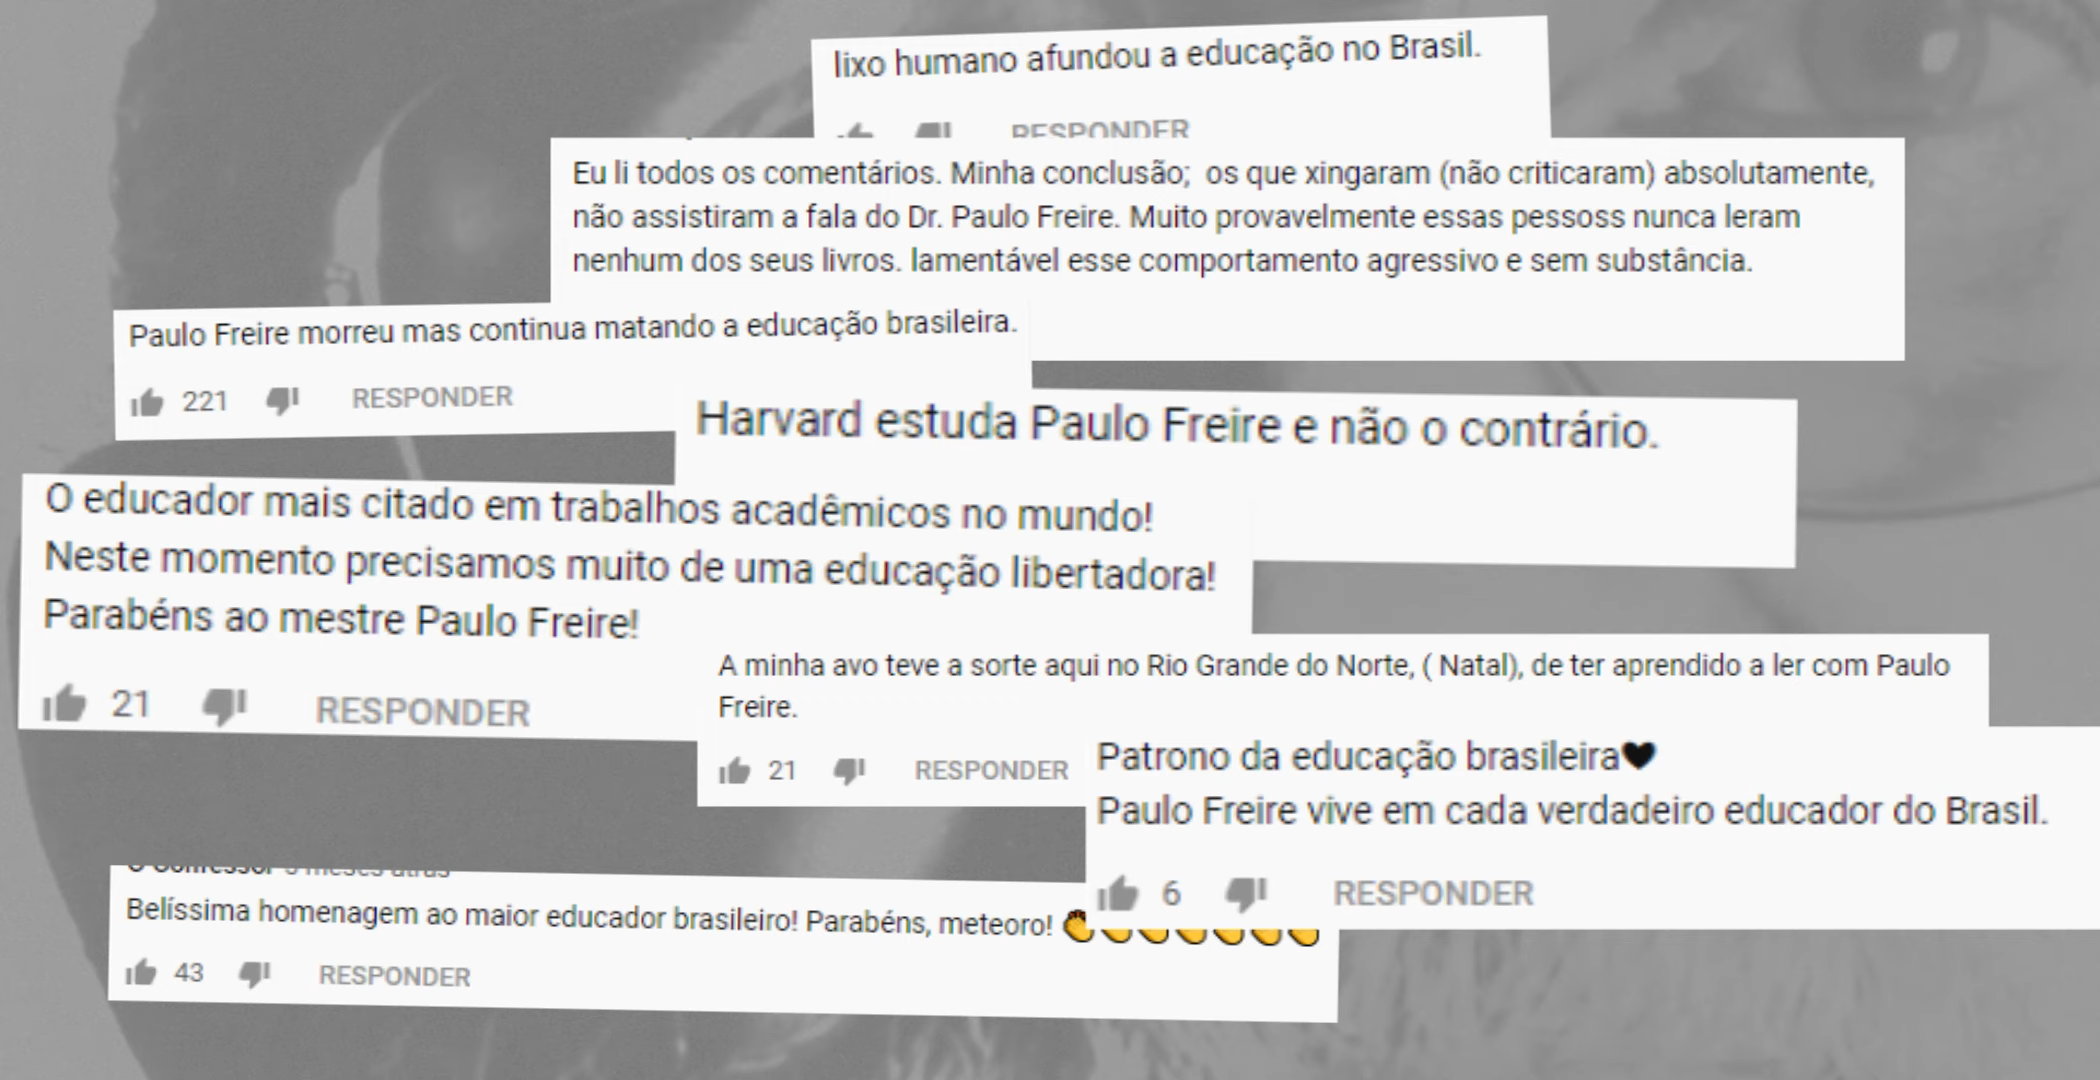 lixo humano afundou a educação no Brasil.
RESPONDER
Eu li todos os comentários. Minha conclusão;  os que xingaram (não criticaram) absolutamente,
não assistiram a fala do Dr. Paulo Freire. Muito provavelmente essas pessoss nunca leram
nenhum dos seus livros. lamentável esse comportamento agressivo e sem substância.
Paulo Freire morreu mas continua matando a educação brasileira.
221 RESPONDER
Harvard estuda Paulo Freire e não o contrário.
O educador mais citado em trabalhos acadêmicos no mundo!
Neste momento precisamos muito de uma educação libertadora!
Parabéns ao mestre Paulo Freire!
21 RESPONDER
A minha avo teve a sorte aqui no Rio Grande do Norte, ( Natal), de ter aprendido a ler com Paulo
Freire.
21 RESPONDER
Patrono da educação brasileira🖤
Paulo Freire vive em cada verdadeiro educador do Brasil.
6 RESPONDER
Belíssima homenagem ao maior educador brasileiro! Parabéns, meteoro! 👏👏👏👏👏👏👏
43 RESPONDER